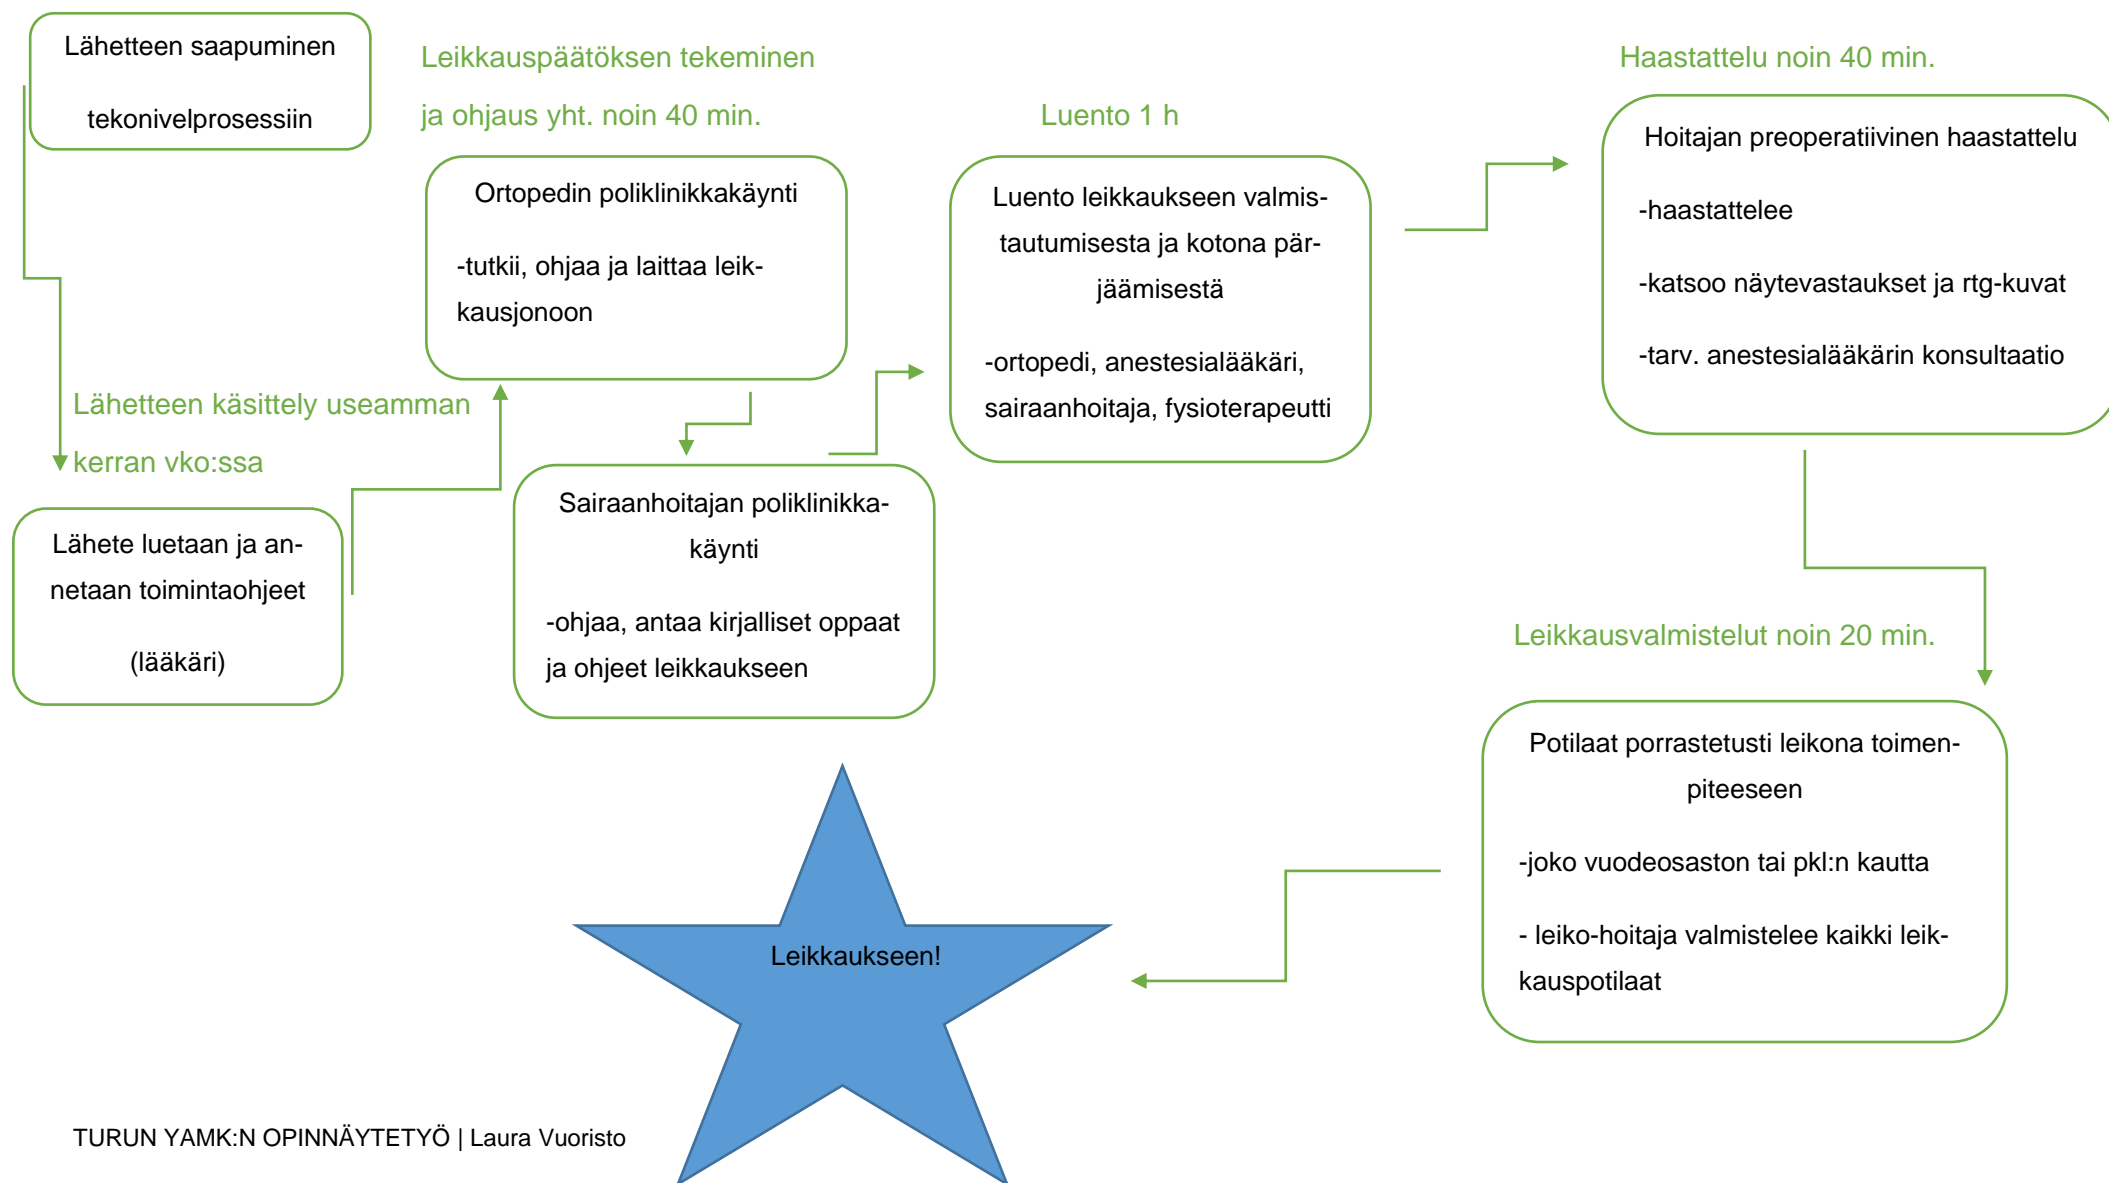 Lähetteen saapuminen
tekonivelprosessiin
Lähetteen käsittely useamman
kerran vko:ssa
Lähete luetaan ja an-
netaan toimintaohjeet
(lääkäri)
Leikkauspäätöksen tekeminen
ja ohjaus yht. noin 40 min.
Ortopedin poliklinikkakäynti
-tutkii, ohjaa ja laittaa leik-
kausjonoon
Sairaanhoitajan poliklinikka-
käynti
-ohjaa, antaa kirjalliset oppaat
ja ohjeet leikkaukseen
Luento 1 h
Luento leikkaukseen valmis-
tautumisesta ja kotona pär-
jäämisestä
-ortopedi, anestesialääkäri,
sairaanhoitaja, fysioterapeutti
Haastattelu noin 40 min.
Hoitajan preoperatiivinen haastattelu
-haastattelee
-katsoo näytevastaukset ja rtg-kuvat
-tarv. anestesialääkärin konsultaatio
Leikkausvalmistelut noin 20 min.
Potilaat porrastetusti leikona toimen-
piteeseen
-joko vuodeosaston tai pkl:n kautta
- leiko-hoitaja valmistelee kaikki leik-
kauspotilaat
Leikkaukseen!
TURUN YAMK:N OPINNÄYTETYÖ | Laura Vuoristo